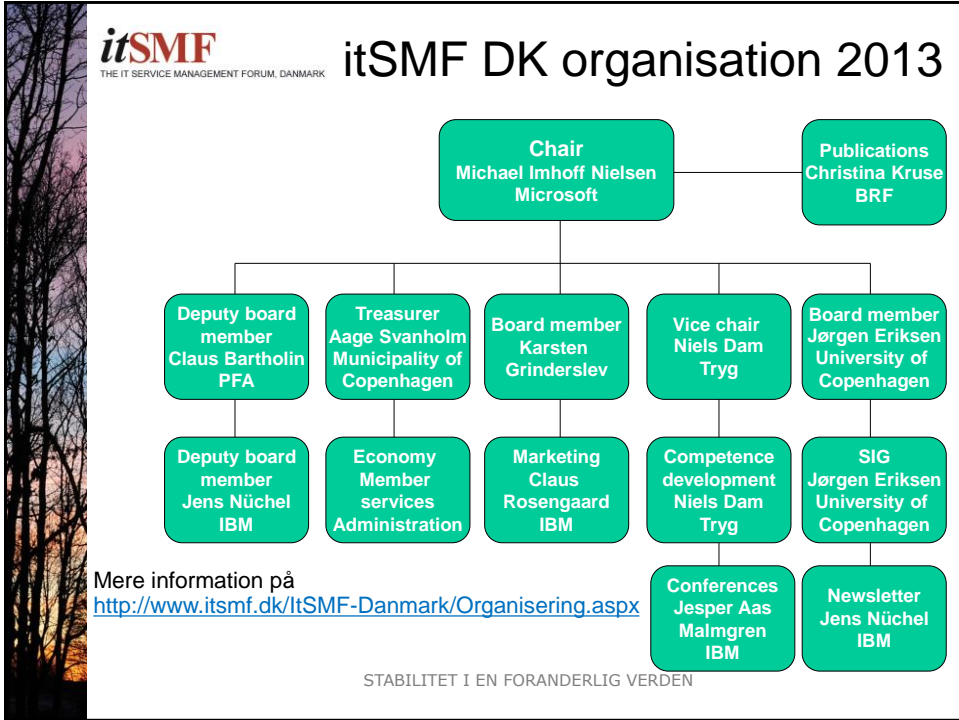 itSMF
THE IT SERVICE MANAGEMENT FORUM, DANMARK
itSMF DK organisation 2013
Chair
Michael Imhoff Nielsen
Microsoft
Publications
Christina Kruse
BRF
Deputy board
member
Claus Bartholin
PFA
Treasurer
Aage Svanholm
Municipality of
Copenhagen
Board member
Karsten
Grinderslev
Vice chair
Niels Dam
Tryg
Board member
Jørgen Eriksen
University of
Copenhagen
Deputy board
member
Jens Nüchel
IBM
Economy
Member
services
Administration
Marketing
Claus
Rosengaard
IBM
Competence
development
Niels Dam
Tryg
SIG
Jørgen Eriksen
University of
Copenhagen
Conferences
Jesper Aas
Malmgren
IBM
Newsletter
Jens Nüchel
IBM
Mere information på
http://www.itsmf.dk/ItSMF-Danmark/Organisering.aspx
STABILITET I EN FORANDERLIG VERDEN